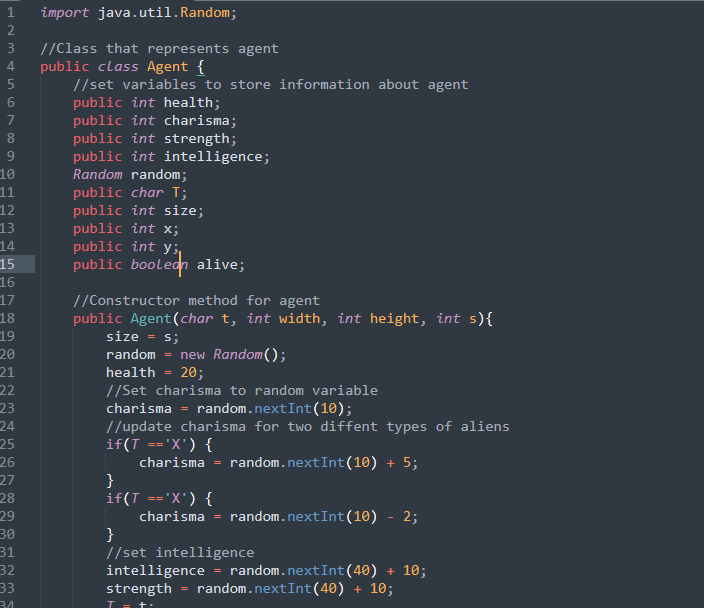 1 import java.util.Random;
2
3 //Class that represents agent
4 public class Agent {
5 //set variables to store information about agent
6 public int health;
7 public int charisma;
8 public int strength;
9 public int intelligence;
10 Random random;
11 public char T;
12 public int size;
13 public int x;
14 public int y;
15 public boolean alive;
16
17 //Constructor method for agent
18 public Agent(char t, int width, int height, int s){
19 size = s;
20 random = new Random();
21 health = 20;
22 //Set charisma to random variable
23 charisma = random.nextInt(10);
24 //update charisma for two diffent types of aliens
25 if(T =='X') {
26 charisma = random.nextInt(10) + 5;
27 }
28 if(T =='X') {
29 charisma = random.nextInt(10) - 2;
30 }
31 //set intelligence
32 intelligence = random.nextInt(40) + 10;
33 strength = random.nextInt(40) + 10;
34 T = t;